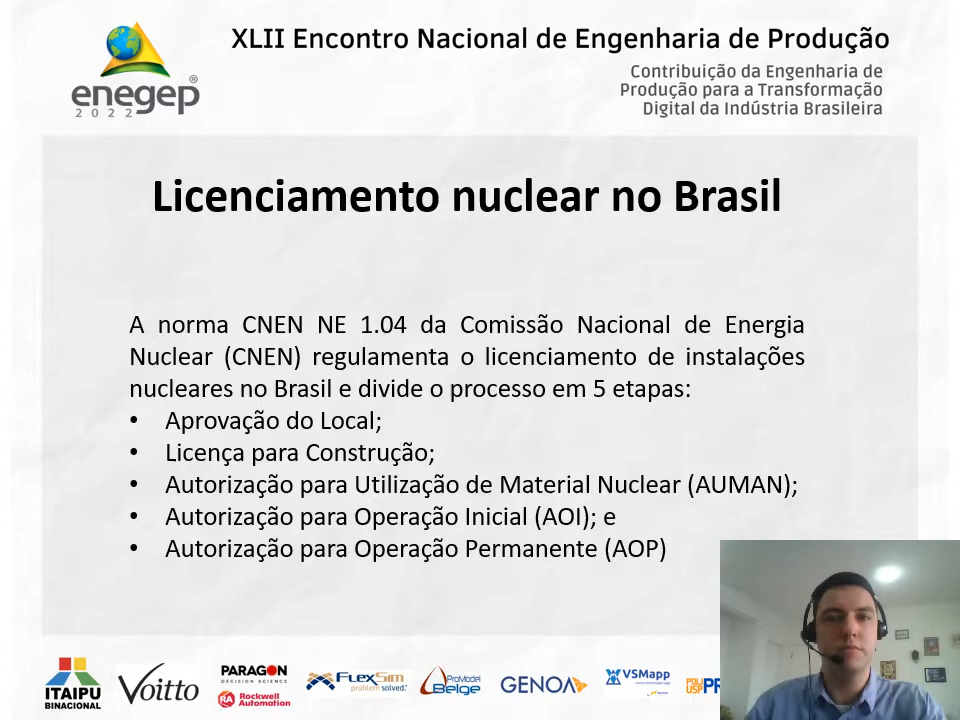 XLII Encontro Nacional de Engenharia de Produção
Contribuição da Engenharia de
Produção para a Transformação
Digital da Indústria Brasileira
enegep®
2022
Licenciamento nuclear no Brasil
A norma CNEN NE 1.04 da Comissão Nacional de Energia
Nuclear (CNEN) regulamenta o licenciamento de instalações
nucleares no Brasil e divide o processo em 5 etapas:
• Aprovação do Local;
• Licença para Construção;
• Autorização para Utilização de Material Nuclear (AUMAN);
• Autorização para Operação Inicial (AOI); e
• Autorização para Operação Permanente (AOP)
ITAIPU
BINACIONAL
Voitto
PARAGON
DECISION SCIENCE
RA Rockwell
Automation
FlexSim
problem solved.
ProModel
Belge
GENOA
VSMapp
POLI
USP
PR